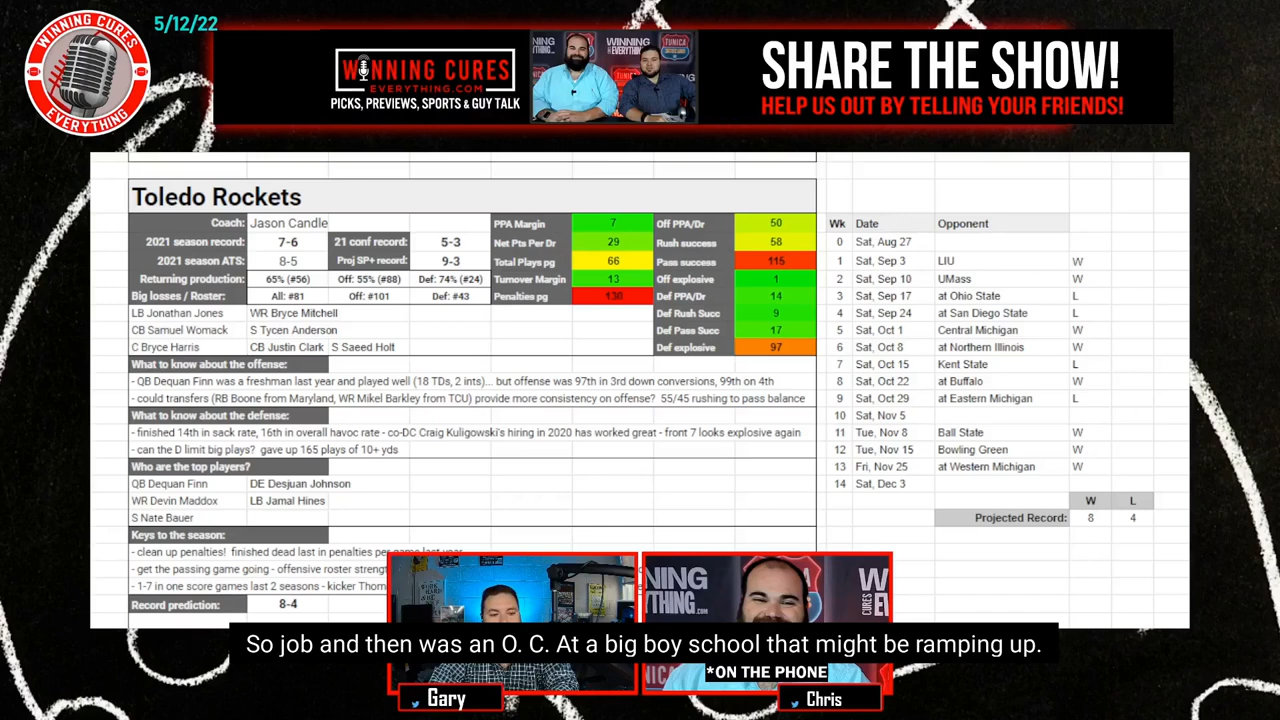 5/12/22
WINNING CURES
EVERYTHING
WINNING CURES
EVERYTHING.COM
PICKS, PREVIEWS, SPORTS & GUY TALK
WINNING
TUNICA
SHARE THE SHOW!
HELP US OUT BY TELLING YOUR FRIENDS!
Toledo Rockets
Coach: Jason Candle PPA Margin 7 Off PPA/Dr 50
2021 season record: 7-6 21 conf record: 5-3 Net Pts Per Dr 29 Rush success 58
2021 season ATS: 8-5 Proj SP+ record: 9-3 Total Plays pg 66 Pass success 115
Returning production: 65% (#56) Off: 55% (#88) Def: 74% (#24) Turnover Margin 13 Off explosive 1
Big losses / Roster: All: #81 Off: #101 Def: #43 Penalties pg 130 Def PPA/Dr 14
LB Jonathan Jones WR Bryce Mitchell Def Rush Succ 9
CB Samuel Womack S Tycen Anderson Def Pass Succ 17
C Bryce Harris CB Justin Clark S Saeed Holt Def explosive 97
What to know about the offense:
- QB Dequan Finn was a freshman last year and played well (18 TDs, 2 ints)... but offense was 97th in 3rd down conversions, 99th on 4th
- could transfers (RB Boone from Maryland, WR Mikel Barkley from TCU) provide more consistency on offense? 55/45 rushing to pass balance
What to know about the defense:
- finished 14th in sack rate, 16th in overall havoc rate - co-DC Craig Kuligowski's hiring in 2020 has worked great - front 7 looks explosive again
- can the D limit big plays? gave up 165 plays of 10+ yds
Who are the top players?
QB Dequan Finn DE Desjuan Johnson
WR Devin Maddox LB Jamal Hines
S Nate Bauer
Keys to the season:
- clean up penalties! finished dead last in penalties per game last year
- get the passing game going - offensive roster strengt
- 1-7 in one score games last 2 seasons - kicker Thom
Record prediction: 8-4
Wk Date Opponent
0 Sat, Aug 27
1 Sat, Sep 3 LIU W
2 Sat, Sep 10 UMass W
3 Sat, Sep 17 at Ohio State L
4 Sat, Sep 24 at San Diego State L
5 Sat, Oct 1 Central Michigan W
6 Sat, Oct 8 at Northern Illinois W
7 Sat, Oct 15 Kent State L
8 Sat, Oct 22 at Buffalo W
9 Sat, Oct 29 at Eastern Michigan L
10 Sat, Nov 5
11 Tue, Nov 8 Ball State W
12 Tue, Nov 15 Bowling Green W
13 Fri, Nov 25 at Western Michigan W
14 Sat, Dec 3
W L
Projected Record: 8 4
So job and then was an O. C. At a big boy school that might be ramping up.
*ON THE PHONE
Gary
Chris